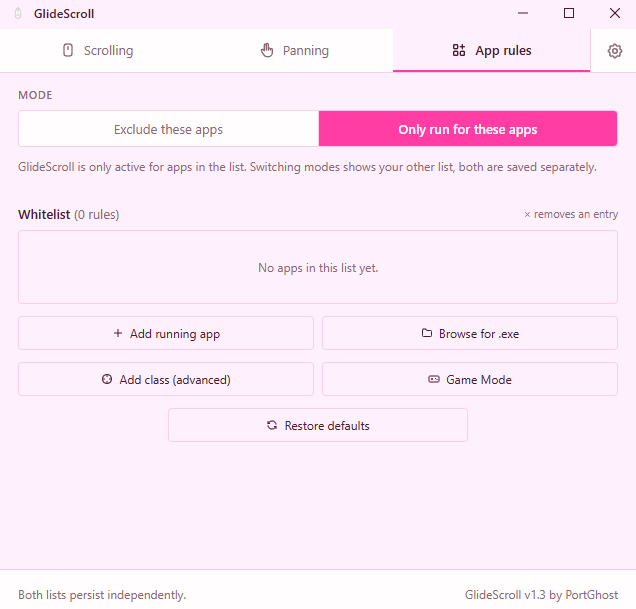 GlideScroll
Scrolling
Panning
App rules
MODE
Exclude these apps
Only run for these apps
GlideScroll is only active for apps in the list. Switching modes shows your other list, both are saved separately.
Whitelist (0 rules)
× removes an entry
No apps in this list yet.
+ Add running app
Browse for .exe
Add class (advanced)
Game Mode
Restore defaults
Both lists persist independently.
GlideScroll v1.3 by PortGhost